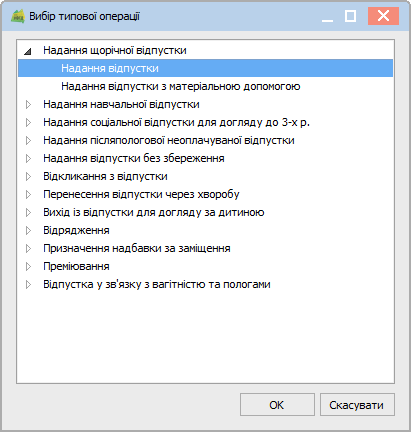 Вибір типової операції
Надання щорічної відпустки
Надання відпустки
Надання відпустки з матеріальною допомогою
Надання навчальної відпустки
Надання соціальної відпустки для догляду до 3-х р.
Надання післяпологової неоплачуваної відпустки
Надання відпустки без збереження
Відкликання з відпустки
Перенесення відпустки через хворобу
Вихід із відпустки для догляду за дитиною
Відрядження
Призначення надбавки за заміщення
Преміювання
Відпустка у зв'язку з вагітністю та пологами
ОК
Скасувати